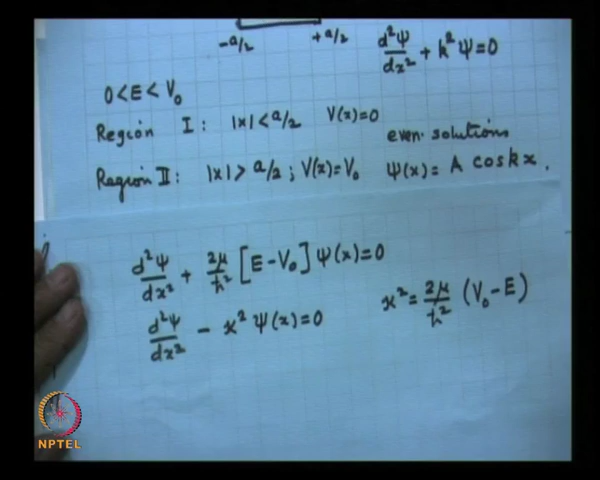 -a/2 +a/2
d²Ψ/dx² + k² Ψ = 0
0 < E < V₀
Region I : |x| < a/2 V(x) = 0
even solutions
Region II : |x| > a/2 ; V(x) = V₀ Ψ(x) = A cos kx .
d²Ψ/dx² + 2μ/ħ² [E - V₀] Ψ(x) = 0
d²Ψ/dx² - ϰ² Ψ(x) = 0 ϰ² = 2μ/ħ² (V₀ - E)
NPTEL